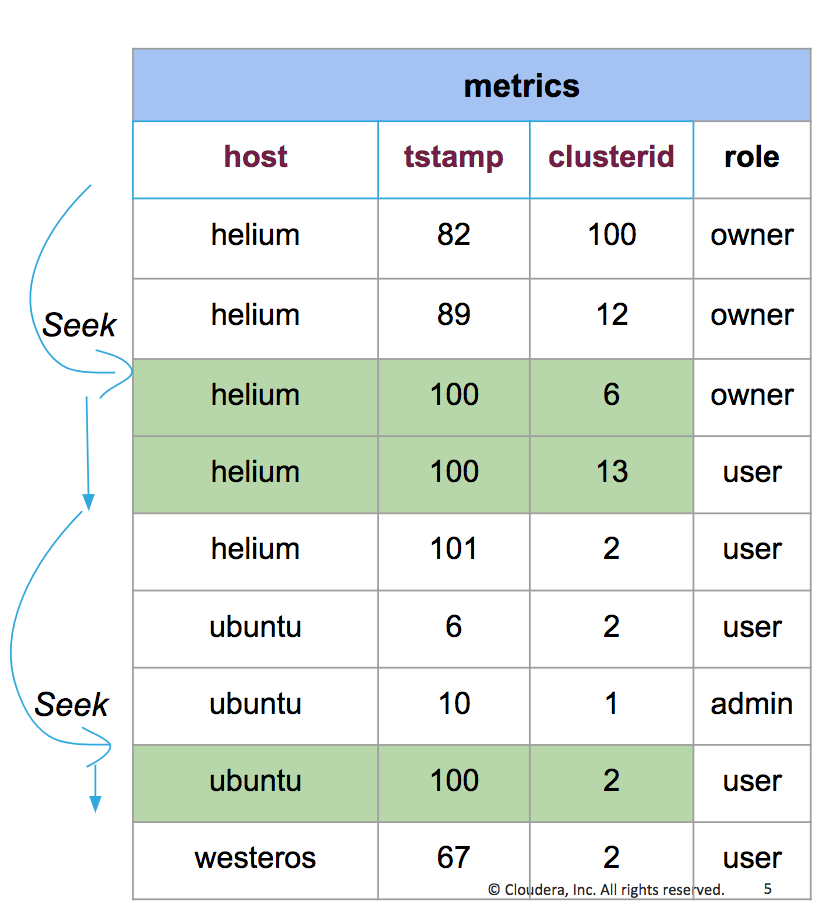 metrics
host tstamp clusterid role
helium 82 100 owner
helium 89 12 owner
Seek
helium 100 6 owner
helium 100 13 user
helium 101 2 user
ubuntu 6 2 user
Seek
ubuntu 10 1 admin
ubuntu 100 2 user
westeros 67 2 user
© Cloudera, Inc. All rights reserved. 5